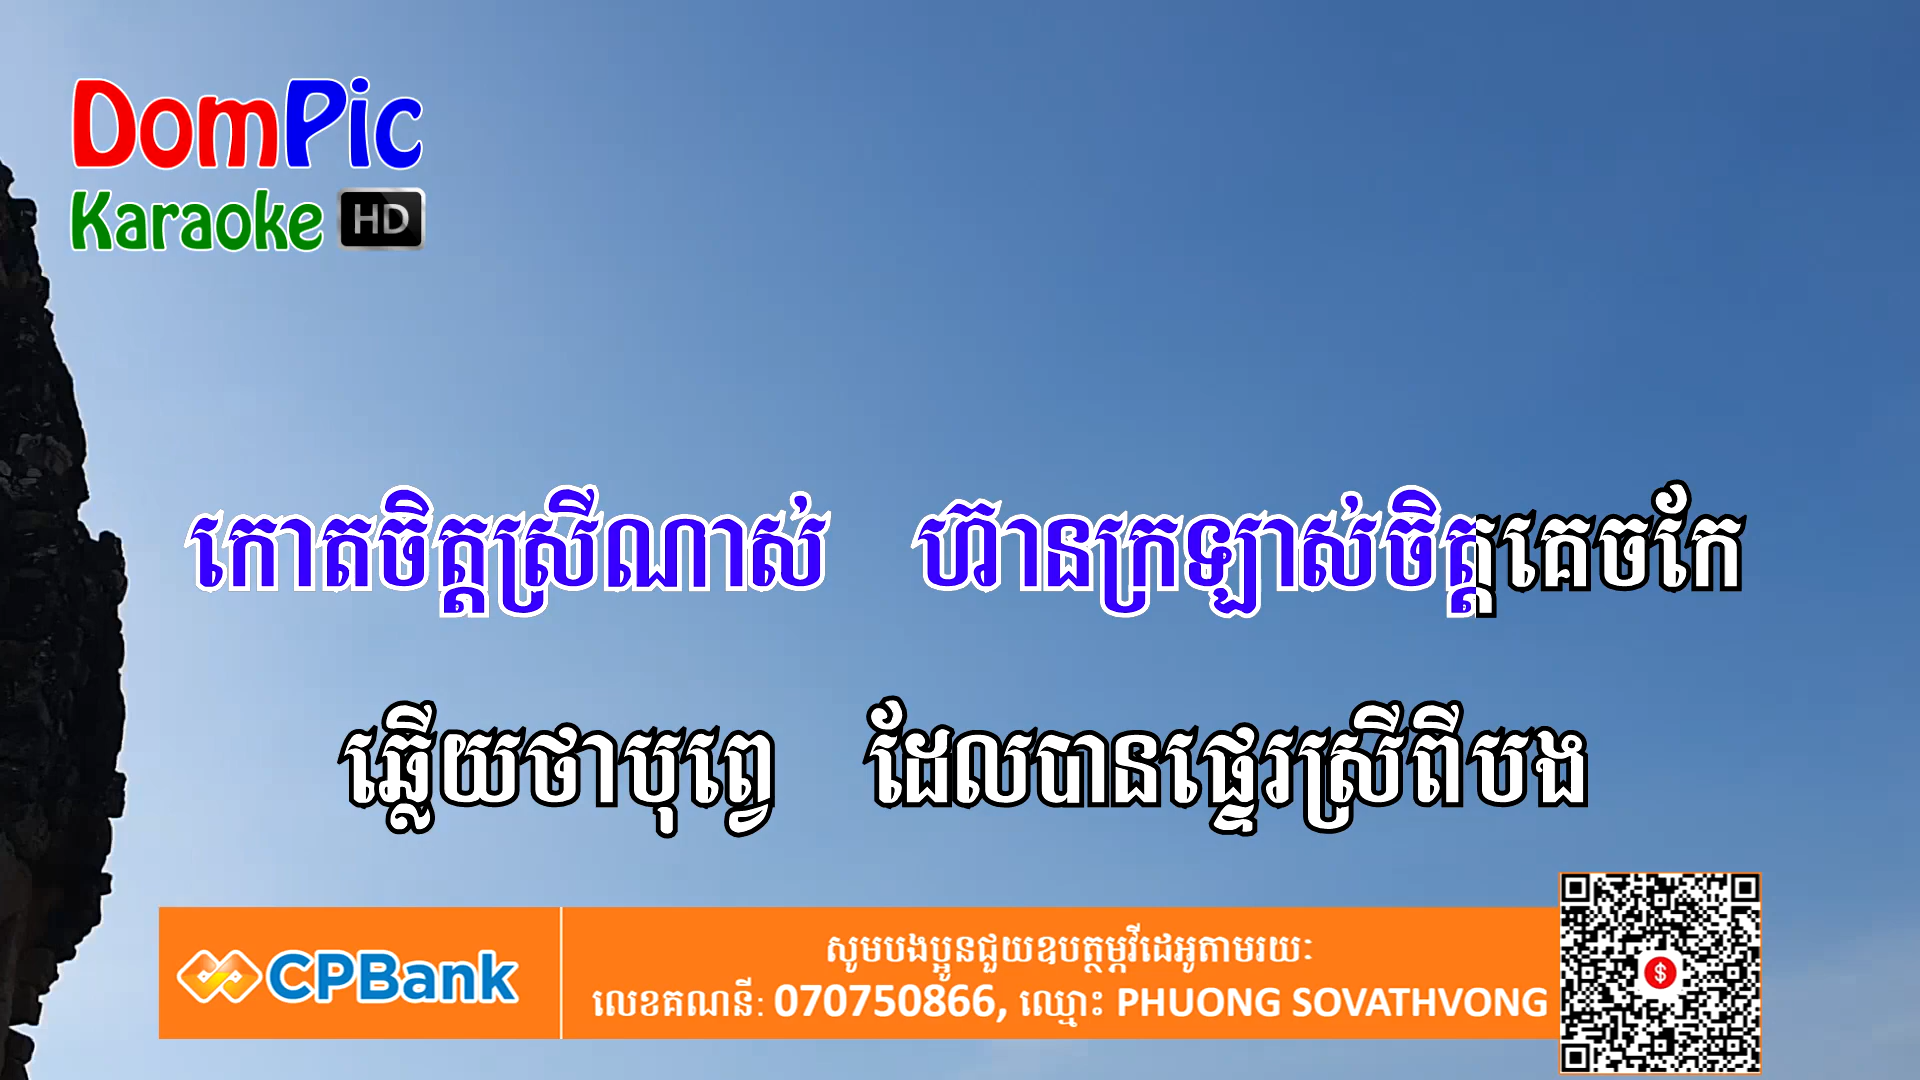 DomPic
Karaoke HD
កោតចិត្តស្រីណាស់ ហ៊ានក្រឡាស់ចិត្តគេចកែ
ឆ្លើយថាបុព្វេ ដែលបានផ្ទេរស្រីពីបង
CPBank
សូមបងប្អូនជួយឧបត្ថម្ភវីដេអូតាមរយៈ
លេខគណនី: 070750866, ឈ្មោះ PHUONG SOVATHVONG